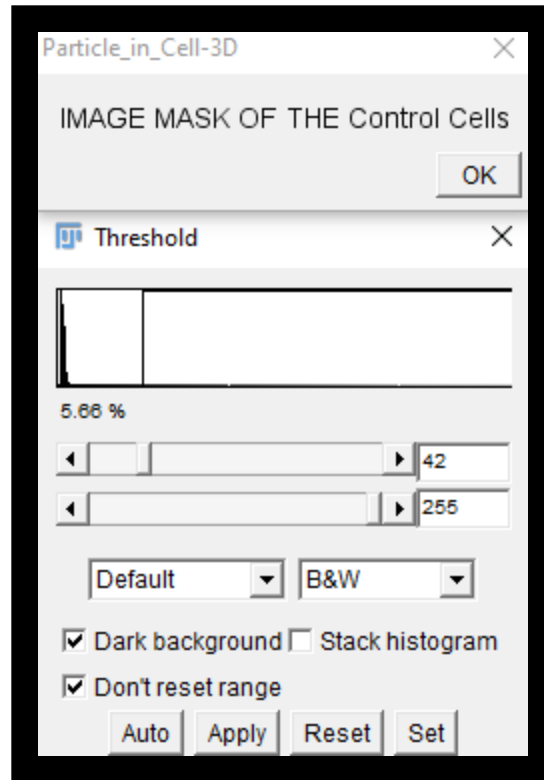 Particle_in_Cell-3D
IMAGE MASK OF THE Control Cells
OK
Threshold
5.66 %
42
255
Default B&W
Dark background Stack histogram
Don't reset range
Auto Apply Reset Set